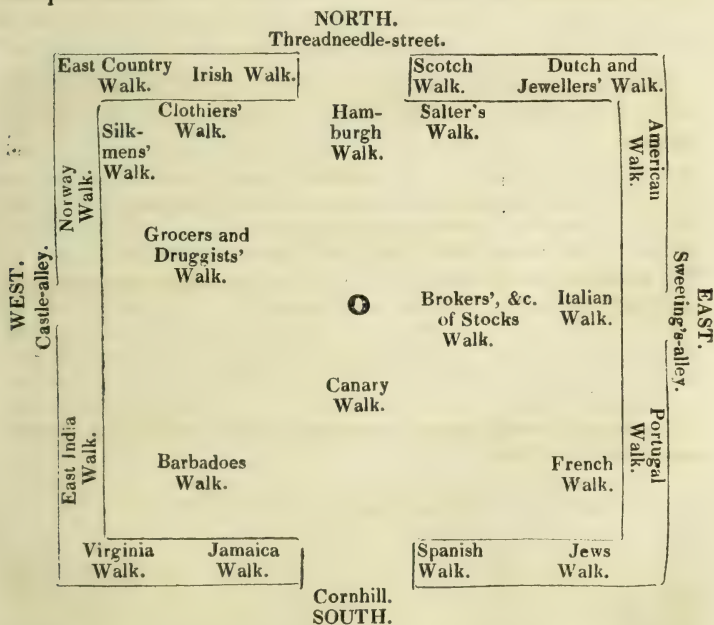 NORTH.
Threadneedle-street.
East Country
Walk.
Irish Walk.
Scotch
Walk.
Dutch and
Jewellers' Walk.
Clothiers'
Walk.
Silk-
mens'
Walk.
Ham-
burgh
Walk.
Salter's
Walk.
American
Walk.
Norway
Walk.
Grocers and
Druggists'
Walk.
WEST.
Castle-alley.
Brokers', &c.
of Stocks
Walk.
Italian
Walk.
Sweeting's-alley.
EAST.
Canary
Walk.
East India
Walk.
Barbadoes
Walk.
French
Walk.
Portugal
Walk.
Virginia
Walk.
Jamaica
Walk.
Spanish
Walk.
Jews
Walk.
Cornhill.
SOUTH.